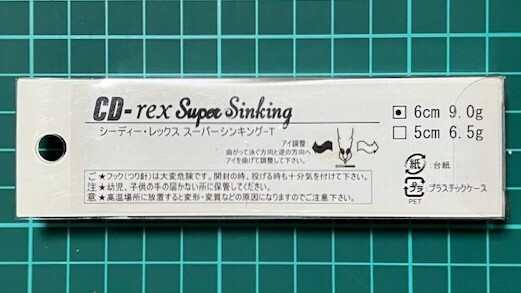 CD-rex Super Sinking
シーディー・レックス スーパーシンキング-T
6cm 9.0g
5cm 6.5g
アイ調整:
曲がって泳ぐ方向と逆の方向へ
アイを曲げて調整して下さい。
紙:台紙
プラ:プラスチックケース
PET
ご★フック(つり針)は大変危険です。開封の時、投げる時も十分気を付けて下さい。
注★幼児、子供の手の届かない所に保管してください。
意★高温場所に放置すると変形・変質などの原因になりますのでご注意下さい。